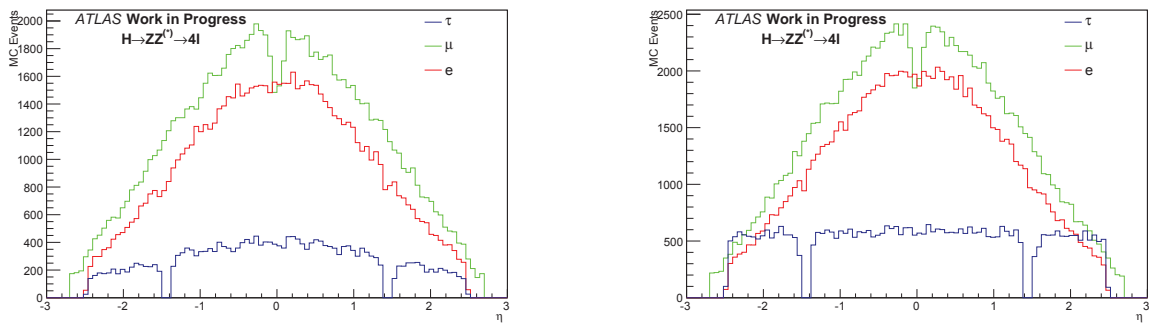 ATLAS Work in Progress
H→ZZ(*)→4l
MC Events
τ
μ
e
2000
1800
1600
1400
1200
1000
800
600
400
200
0
-3 -2 -1 0 1 2 3
η
ATLAS Work in Progress
H→ZZ(*)→4l
MC Events
τ
μ
e
2500
2000
1500
1000
500
0
-3 -2 -1 0 1 2 3
η